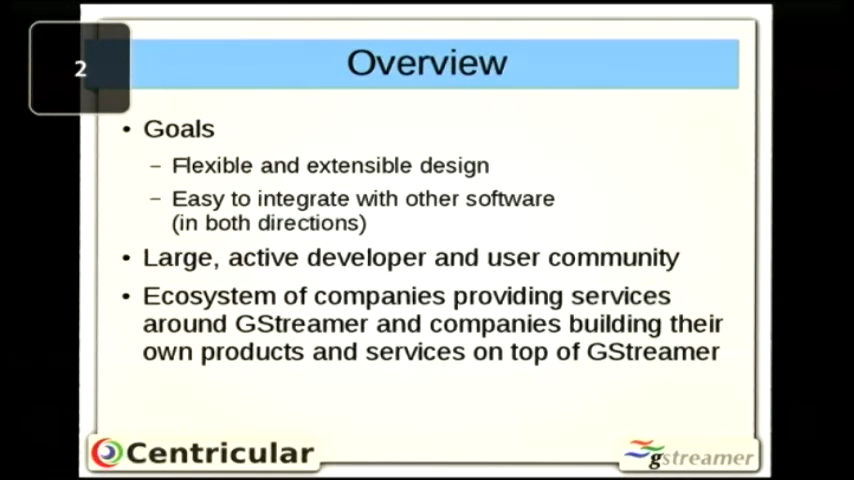 2
Overview
• Goals
– Flexible and extensible design
– Easy to integrate with other software
(in both directions)
• Large, active developer and user community
• Ecosystem of companies providing services
around GStreamer and companies building their
own products and services on top of GStreamer
Centricular
gstreamer